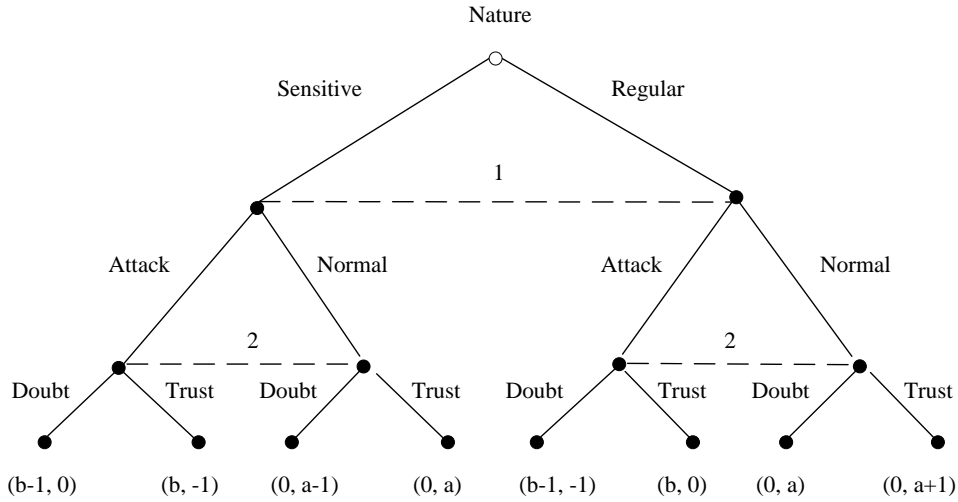 Nature
Sensitive Regular
1
Attack Normal Attack Normal
2 2
Doubt Trust Doubt Trust Doubt Trust Doubt Trust
(b-1, 0) (b, -1) (0, a-1) (0, a) (b-1, -1) (b, 0) (0, a) (0, a+1)